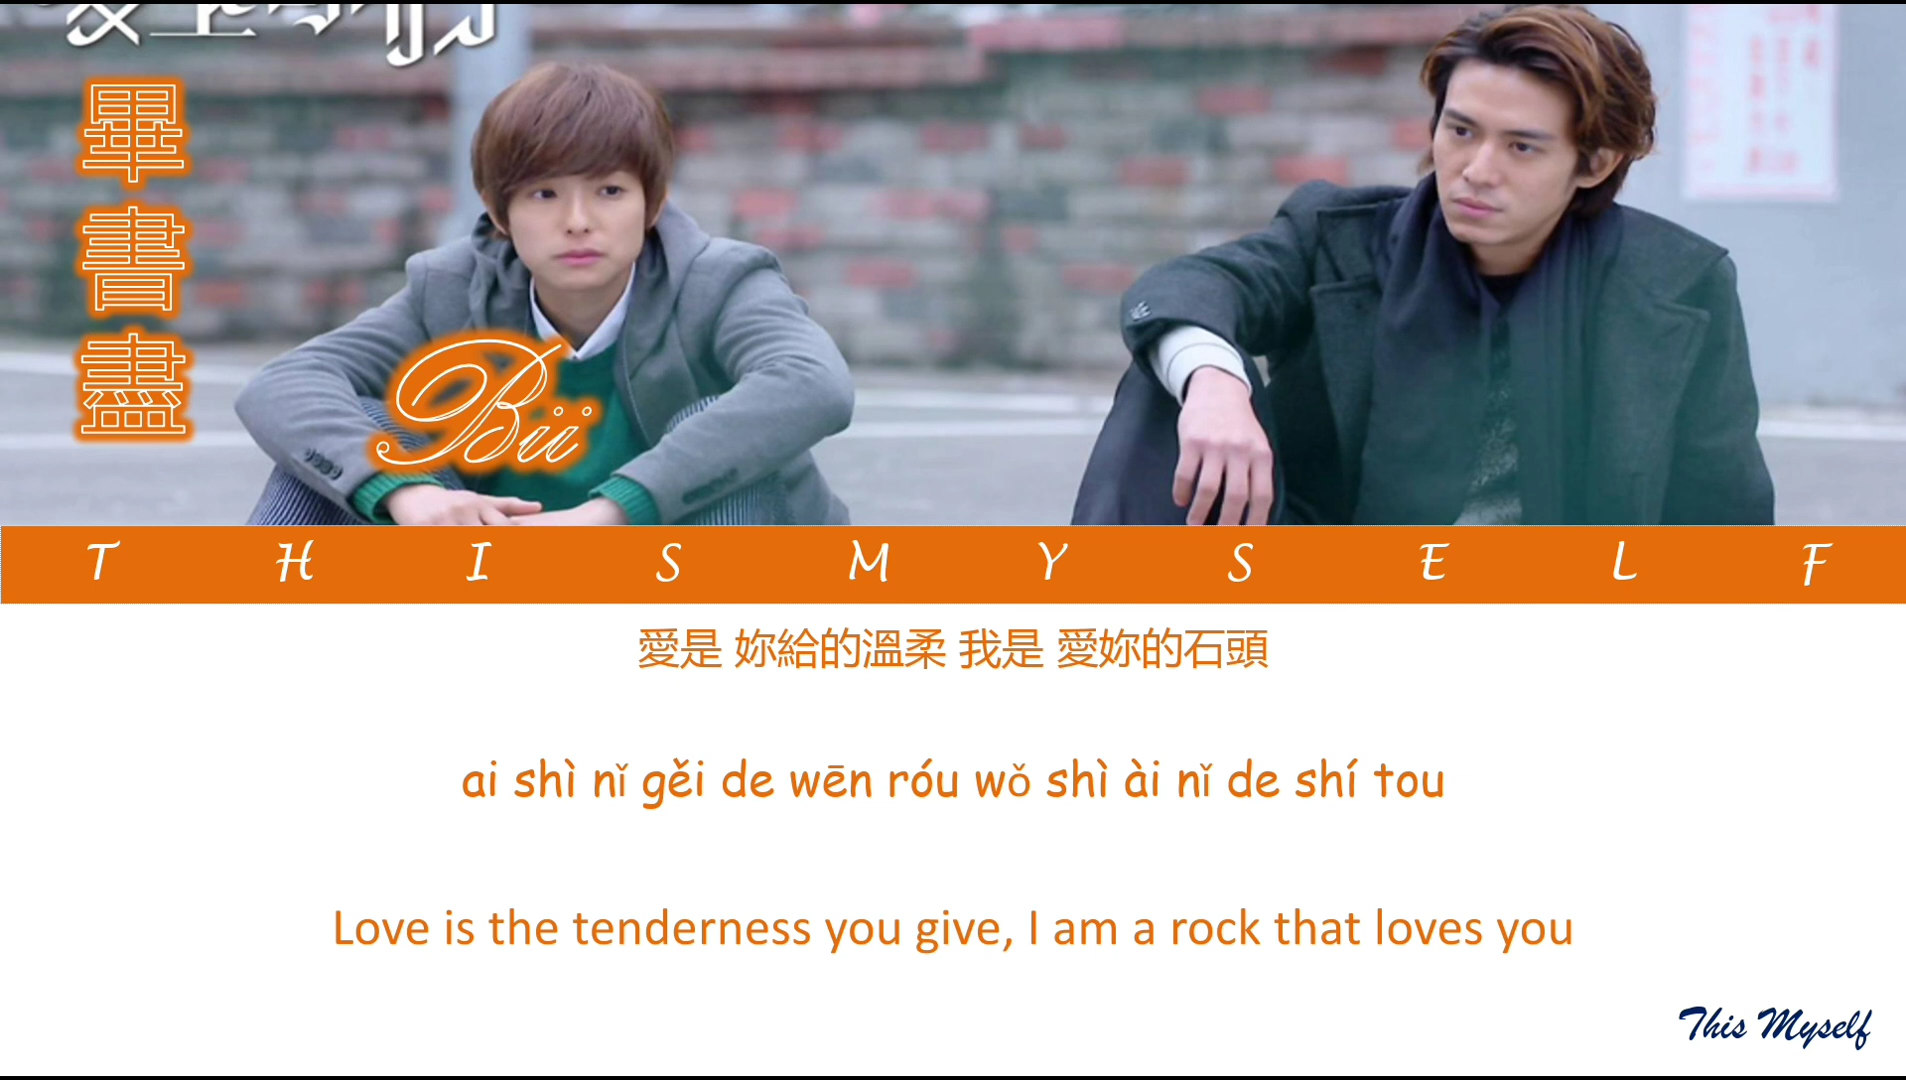 畢書盡
Bii
T H I S M Y S E L F
愛是 妳給的溫柔 我是 愛妳的石頭
ai shì nǐ gěi de wēn róu wǒ shì ài nǐ de shí tou
Love is the tenderness you give, I am a rock that loves you
This Myself